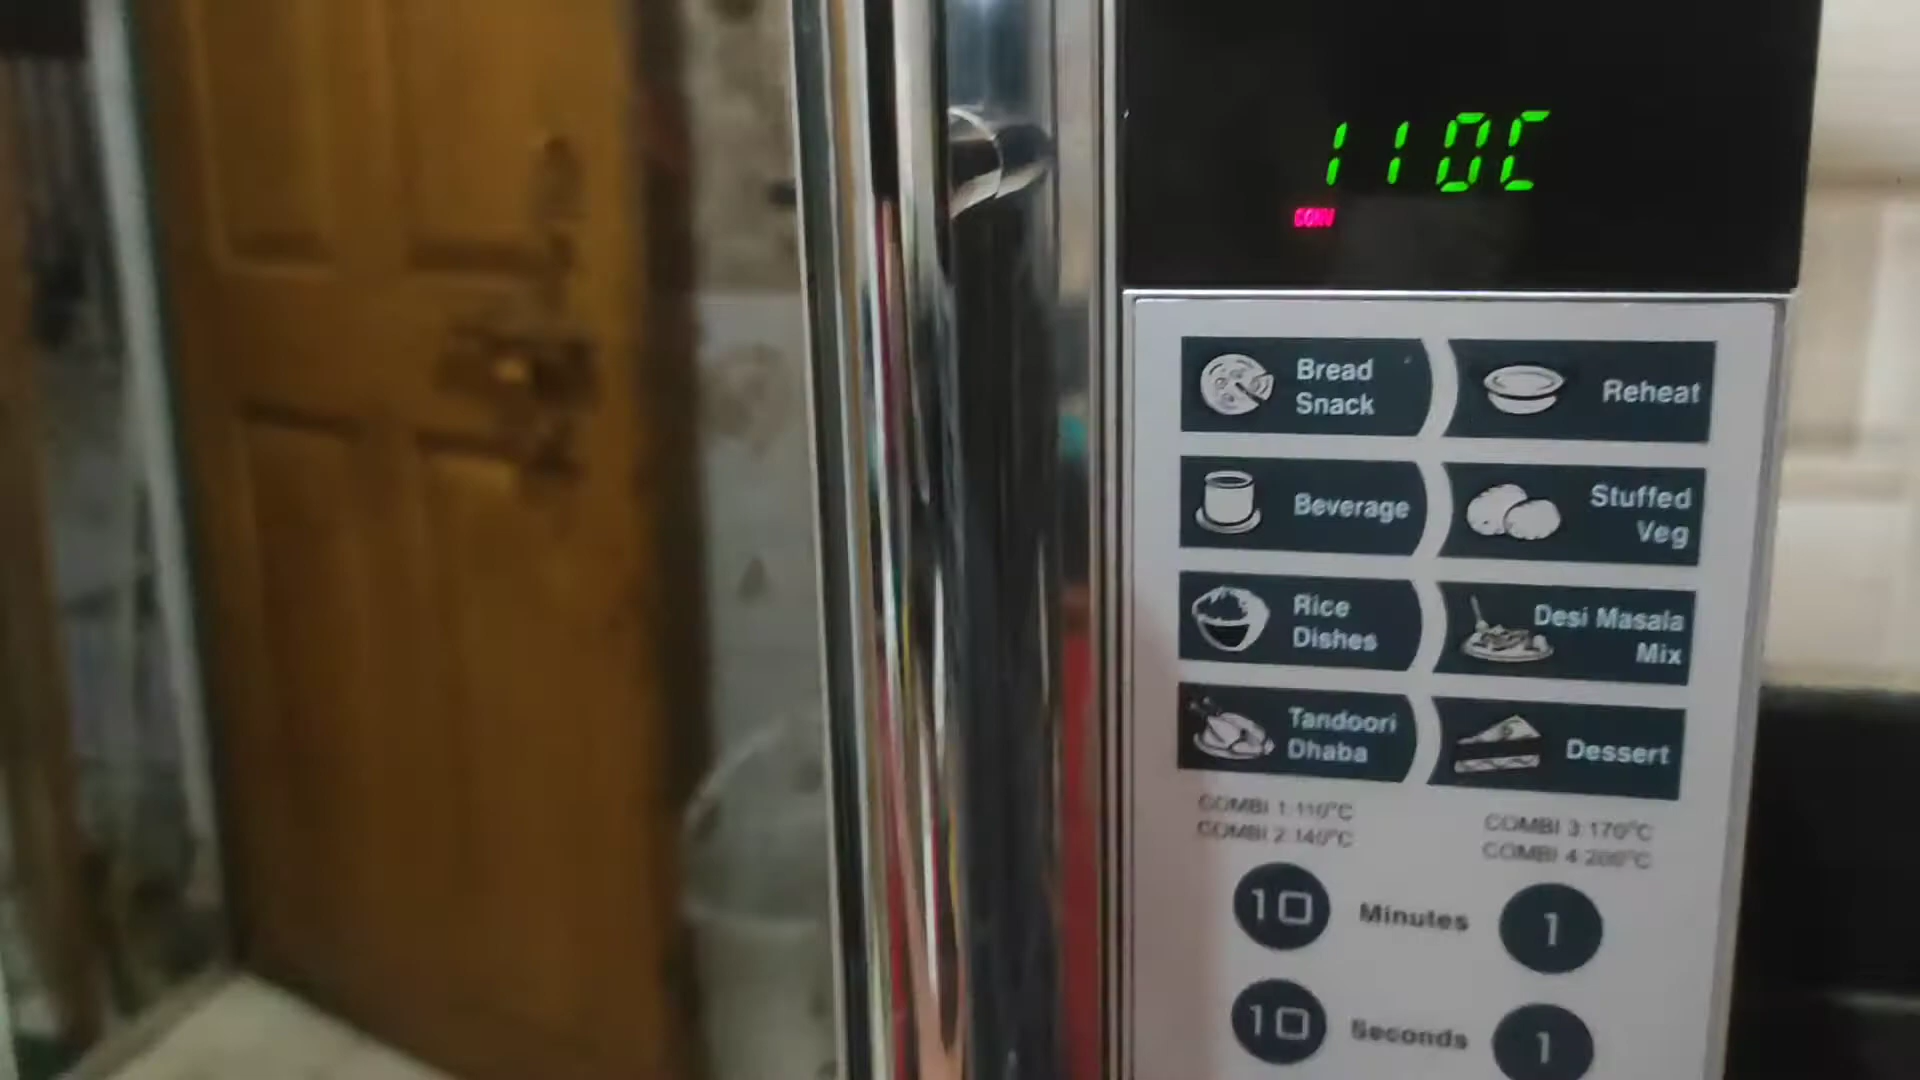 110C
CONV
Bread
Snack
Reheat
Beverage
Stuffed
Veg
Rice
Dishes
Desi Masala
Mix
Tandoori
Dhaba
Dessert
COMBI 1:110°C
COMBI 2:140°C
COMBI 3:170°C
COMBI 4:200°C
10 Minutes 1
10 Seconds 1